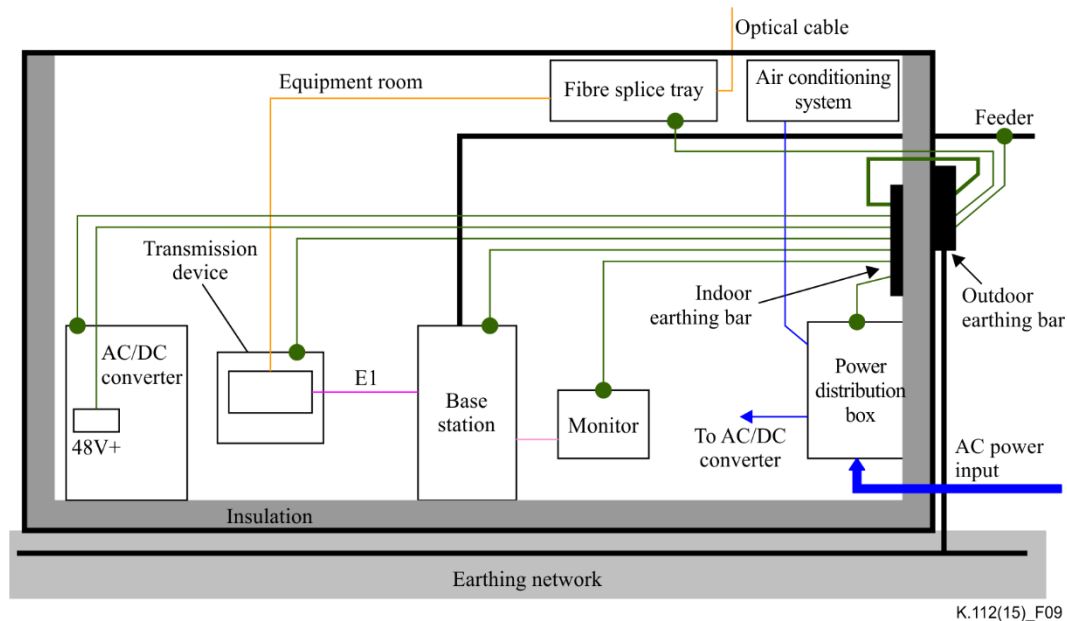 Optical cable
Equipment room
Fibre splice tray
Air conditioning
system
Feeder
Transmission
device
Indoor
earthing bar
Outdoor
earthing bar
AC/DC
converter
48V+
E1
Base
station
Monitor
Power
distribution
box
To AC/DC
converter
AC power
input
Insulation
Earthing network
K.112(15)_F09